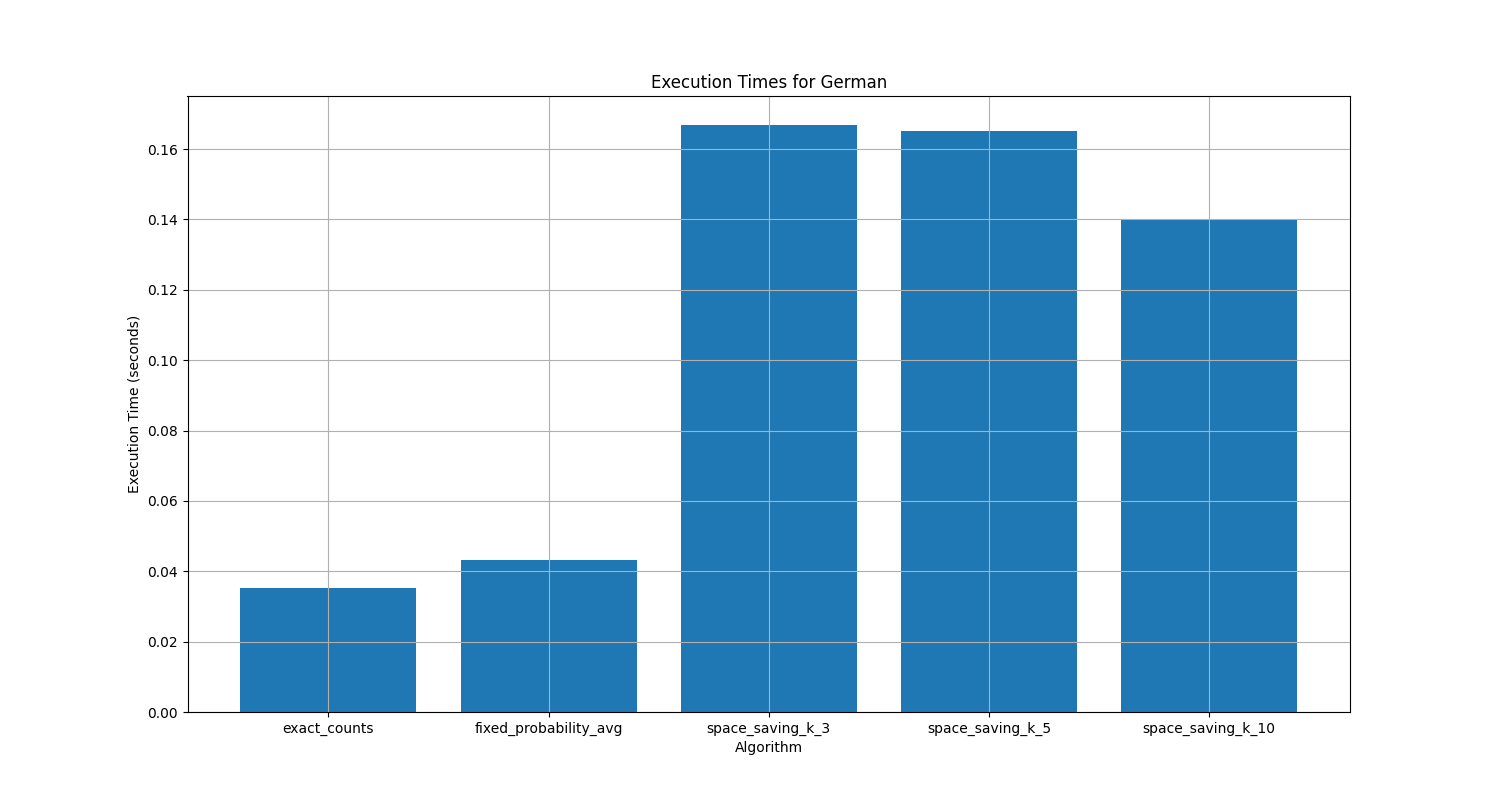 Execution Times for German
0.16
0.14
0.12
0.10
0.08
0.06
0.04
0.02
0.00
Execution Time (seconds)
exact_counts fixed_probability_avg space_saving_k_3 space_saving_k_5 space_saving_k_10
Algorithm